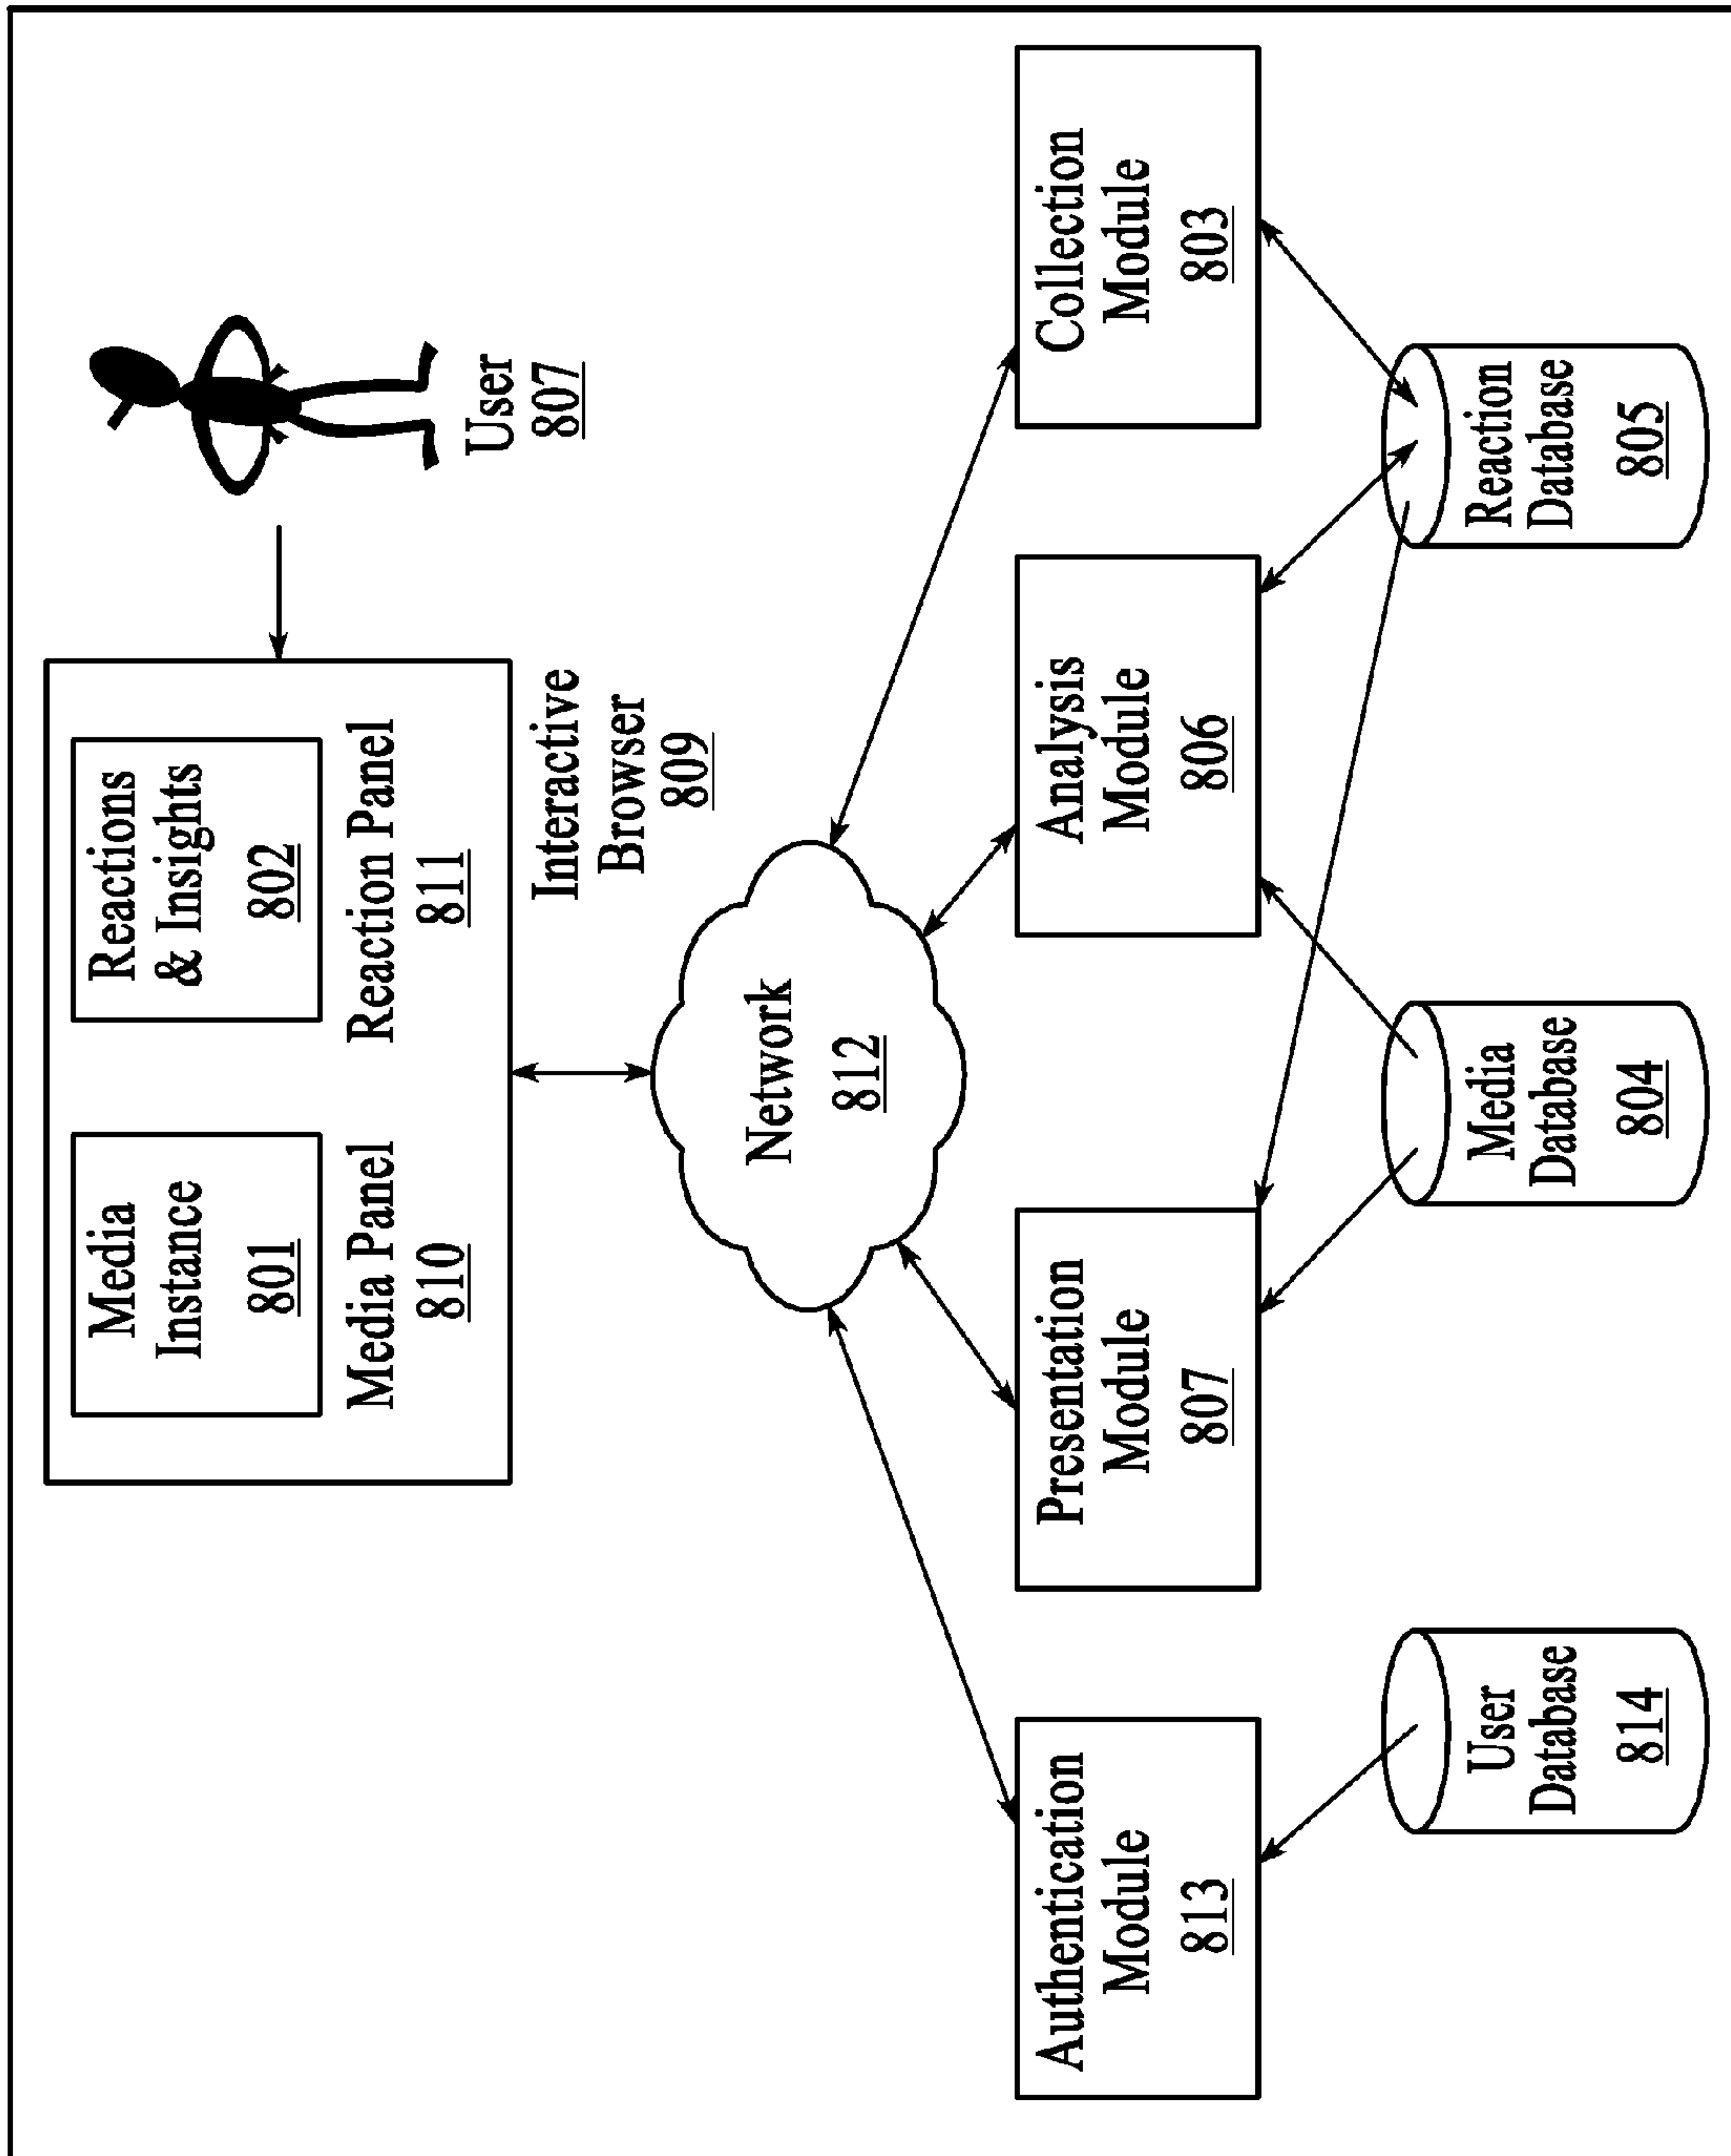 Media
Instance
801
Media Panel
810
Reactions
& Insights
802
Reaction Panel
811
Interactive
Browser
809
User
807
Network
812
Authentication
Module
813
Presentation
Module
807
Analysis
Module
806
Collection
Module
803
User
Database
814
Media
Database
804
Reaction
Database
805